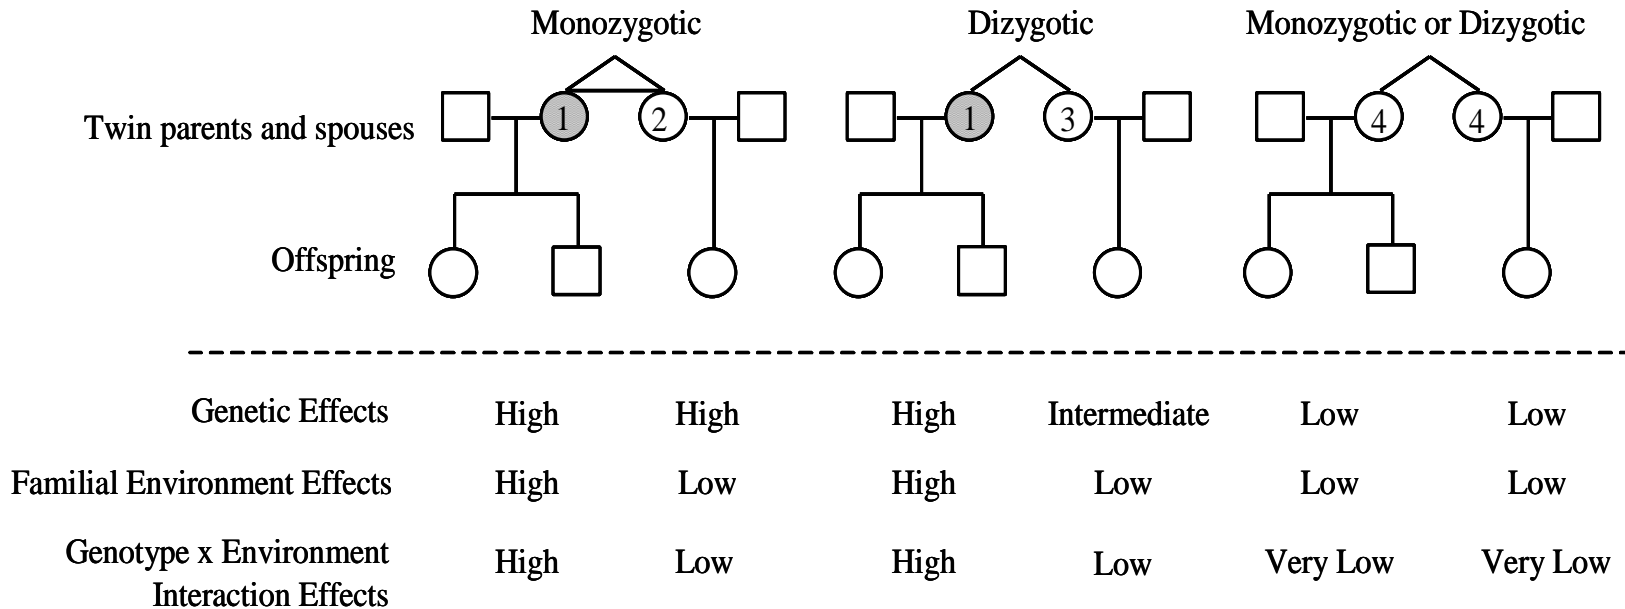 Monozygotic Dizygotic Monozygotic or Dizygotic
Twin parents and spouses 1 2 1 3 4 4
Offspring
Genetic Effects High High High Intermediate Low Low
Familial Environment Effects High Low High Low Low Low
Genotype x Environment
Interaction Effects High Low High Low Very Low Very Low